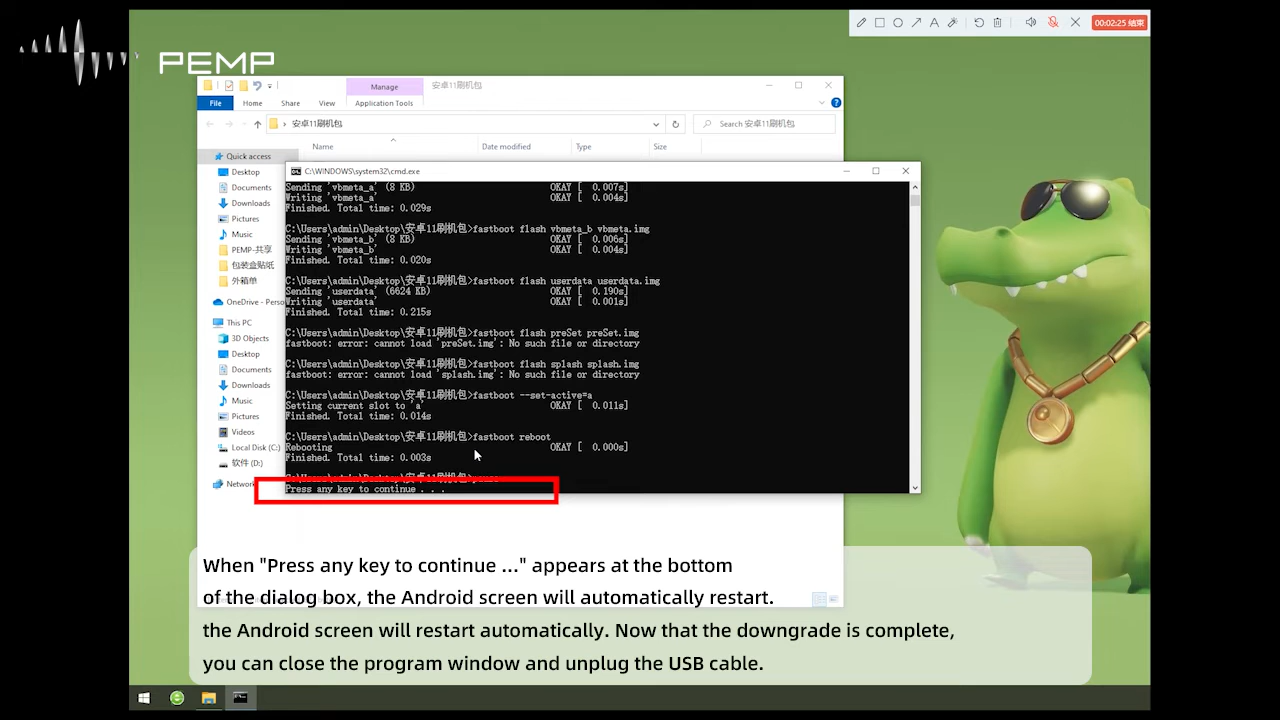 00:02:25 结束
PEMP
Manage
安卓11刷机包
File
Home
Share
View
Application Tools
安卓11刷机包
Search 安卓11刷机包
Name
Date modified
Type
Size
Quick access
Desktop
Documents
Downloads
Pictures
Music
PEMP-共享
包装盒贴纸
外箱单
OneDrive - Perso
This PC
3D Objects
Desktop
Documents
Downloads
Music
Pictures
Videos
Local Disk (C:)
软件 (D:)
Network
C:\WINDOWS\system32\cmd.exe
Sending 'vbmeta_a' (8 KB) OKAY [ 0.007s]
Writing 'vbmeta_a' OKAY [ 0.004s]
Finished. Total time: 0.029s
C:\Users\admin\Desktop\安卓11刷机包>fastboot flash vbmeta_b vbmeta.img
Sending 'vbmeta_b' (8 KB) OKAY [ 0.006s]
Writing 'vbmeta_b' OKAY [ 0.004s]
Finished. Total time: 0.020s
C:\Users\admin\Desktop\安卓11刷机包>fastboot flash userdata userdata.img
Sending 'userdata' (6624 KB) OKAY [ 0.190s]
Writing 'userdata' OKAY [ 0.001s]
Finished. Total time: 0.215s
C:\Users\admin\Desktop\安卓11刷机包>fastboot flash preSet preSet.img
fastboot: error: cannot load 'preSet.img': No such file or directory
C:\Users\admin\Desktop\安卓11刷机包>fastboot flash splash splash.img
fastboot: error: cannot load 'splash.img': No such file or directory
C:\Users\admin\Desktop\安卓11刷机包>fastboot --set-active=a
Setting current slot to 'a' OKAY [ 0.011s]
Finished. Total time: 0.014s
C:\Users\admin\Desktop\安卓11刷机包>fastboot reboot
Rebooting OKAY [ 0.000s]
Finished. Total time: 0.003s
C:\Users\admin\Desktop\安卓11刷机包>pause
Press any key to continue . . .
When "Press any key to continue ..." appears at the bottom
of the dialog box, the Android screen will automatically restart.
the Android screen will restart automatically. Now that the downgrade is complete,
you can close the program window and unplug the USB cable.